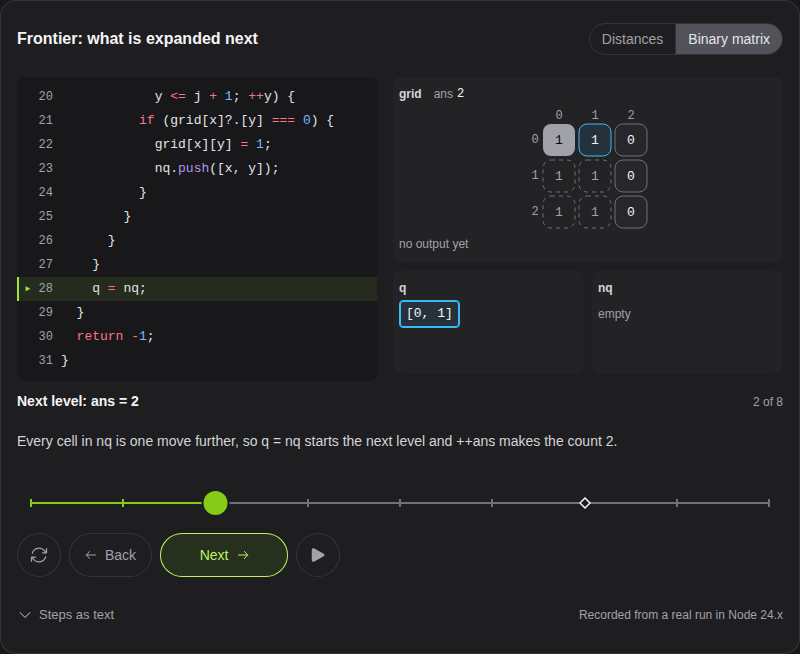 Frontier: what is expanded next
Distances Binary matrix
20 y <= j + 1; ++y) {
21 if (grid[x]?.[y] === 0) {
22 grid[x][y] = 1;
23 nq.push([x, y]);
24 }
25 }
26 }
27 }
28 q = nq;
29 }
30 return -1;
31 }
grid ans 2
0 1 2
0 1 1 0
1 1 1 0
2 1 1 0
no output yet
q
[0, 1]
nq
empty
Next level: ans = 2
2 of 8
Every cell in nq is one move further, so q = nq starts the next level and ++ans makes the count 2.
← Back
Next →
Steps as text
Recorded from a real run in Node 24.x